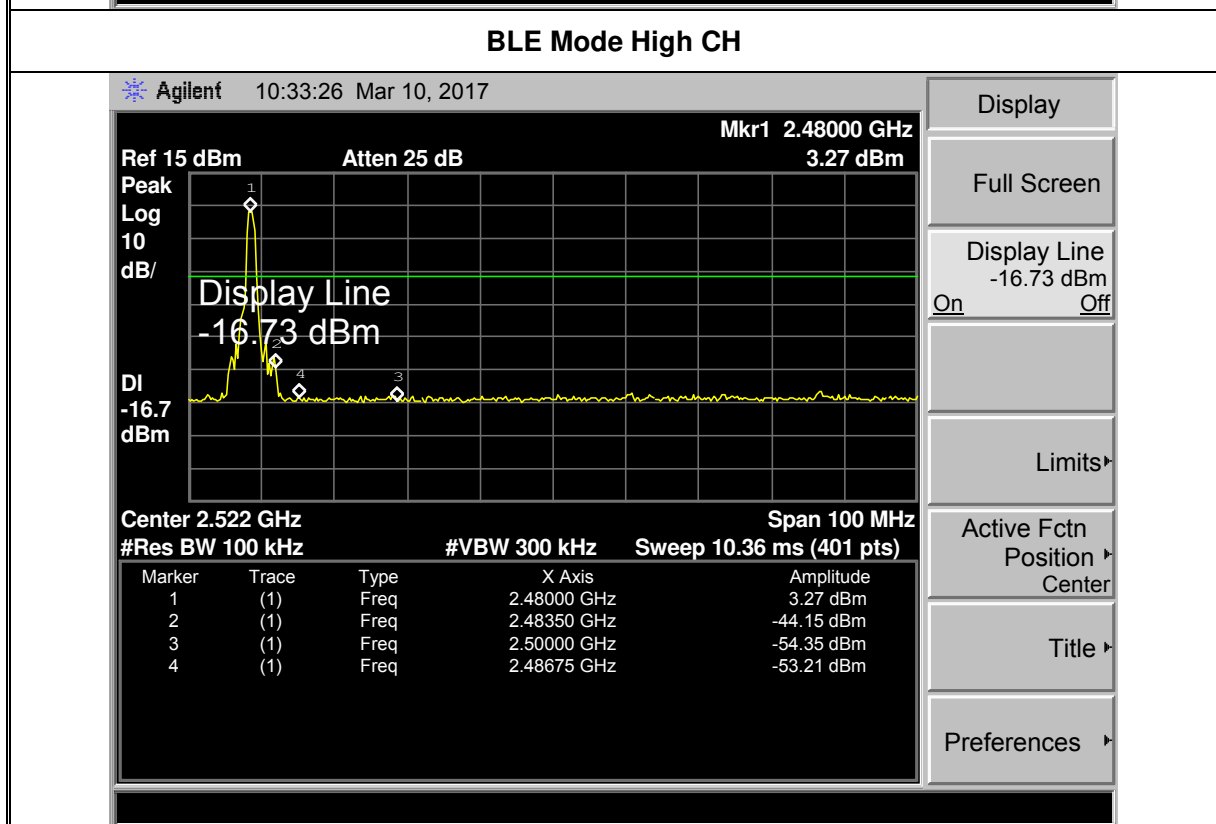 BLE Mode High CH
Agilent 10:33:26 Mar 10, 2017
Display
Mkr1 2.48000 GHz
Ref 15 dBm Atten 25 dB 3.27 dBm
Peak
Log
10
dB/
1
Full Screen
Display Line
-16.73 dBm
On Off
Display Line
-16.73 dBm
2
4
3
DI
-16.7
dBm
Limits
Center 2.522 GHz Span 100 MHz
#Res BW 100 kHz #VBW 300 kHz Sweep 10.36 ms (401 pts)
Active Fctn
Position
Center
Marker Trace Type X Axis Amplitude
1 (1) Freq 2.48000 GHz 3.27 dBm
2 (1) Freq 2.48350 GHz -44.15 dBm
3 (1) Freq 2.50000 GHz -54.35 dBm
4 (1) Freq 2.48675 GHz -53.21 dBm
Title
Preferences